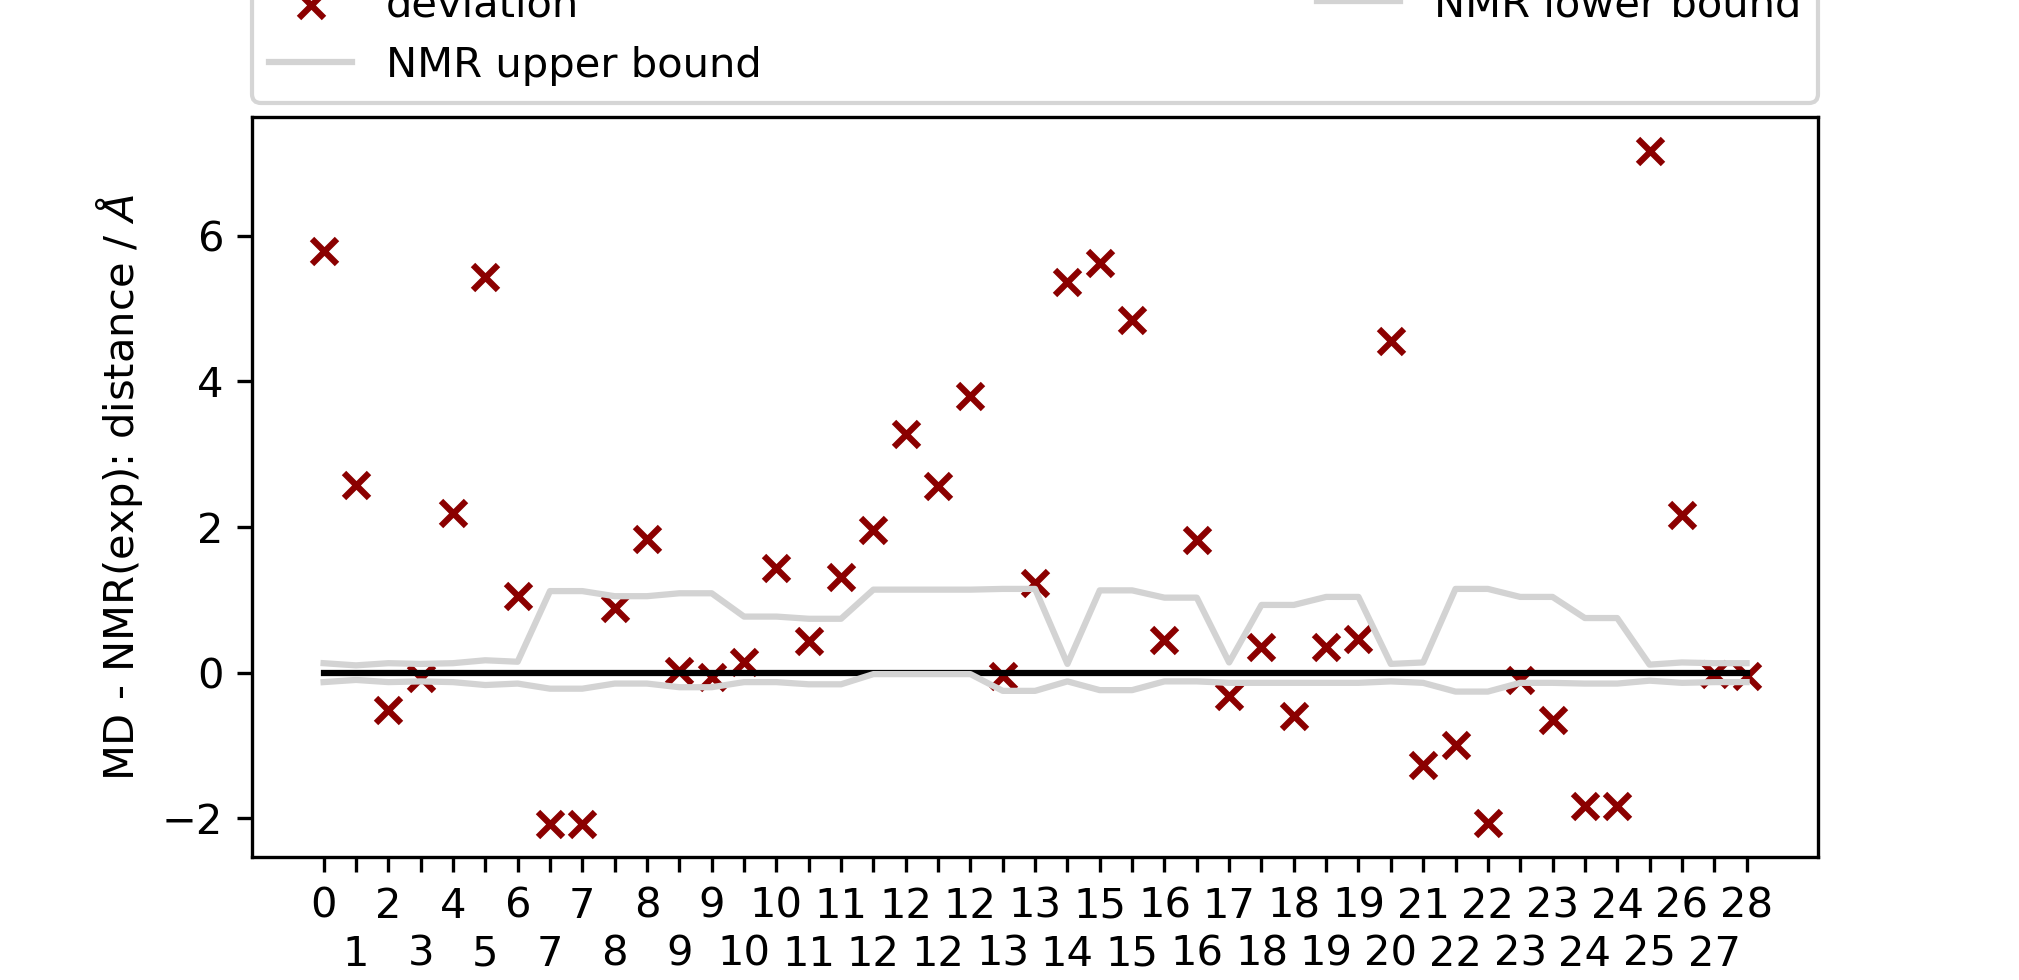 deviation NMR lower bound
NMR upper bound
MD - NMR(exp): distance / Å
6
4
2
0
−2
0 2 4 6 7 8 9 10 11 12 12 13 15 16 17 18 19 21 22 23 24 26 28
1 3 5 7 8 9 10 11 12 12 13 14 15 16 18 19 20 22 23 24 25 27